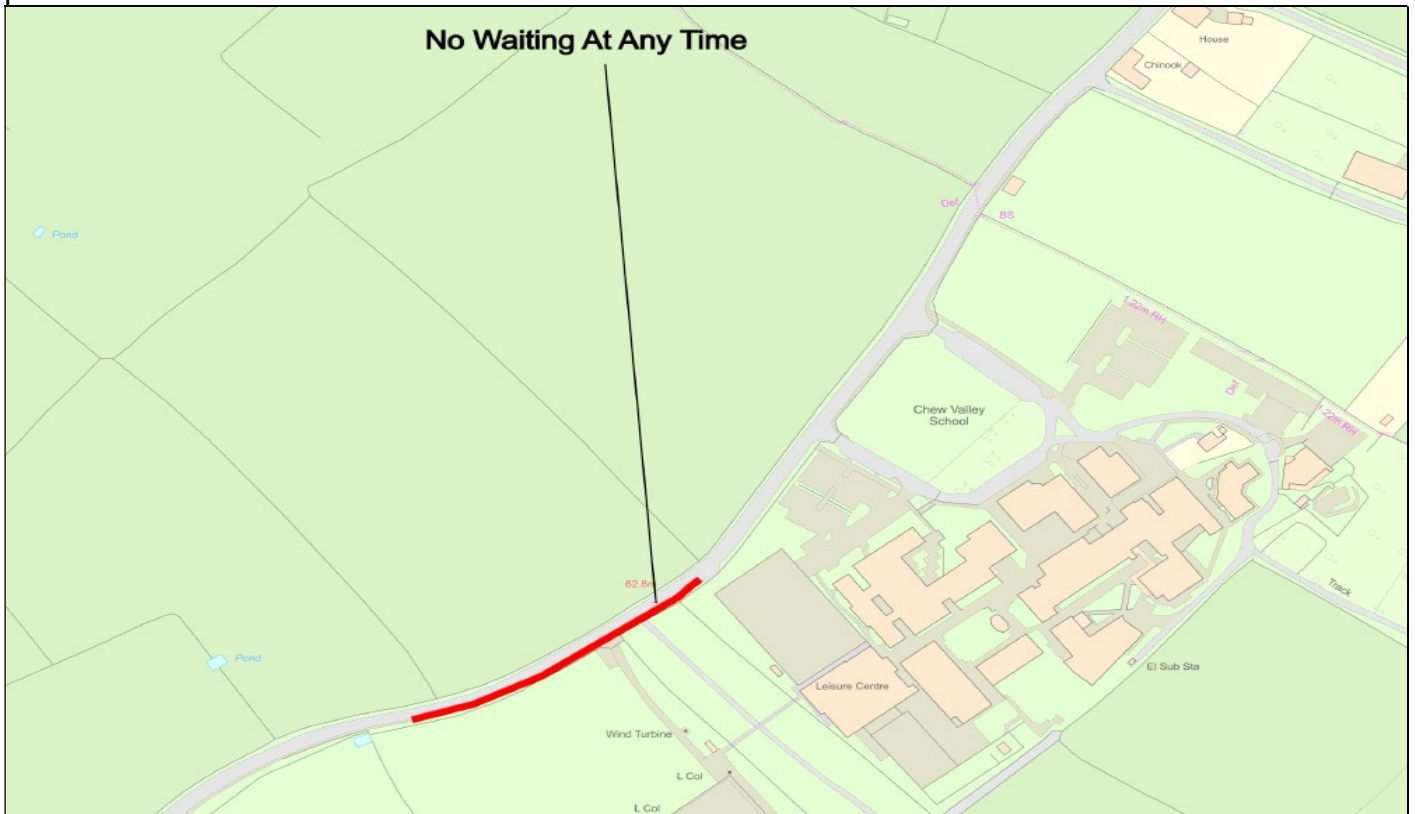 No Waiting At Any Time
House
Chinook
Pond
Def
BS
1.22m RH
Def
Chew Valley
School
1.22m RH
62.8m
Pond
El Sub Sta
Track
Leisure Centre
Wind Turbine
L Col
L Col